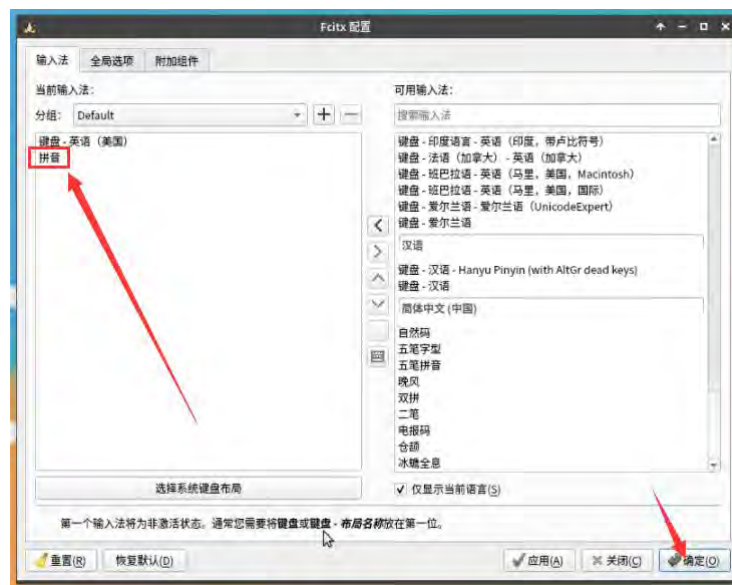 Fcitx 配置
输入法 全局选项 附加组件
当前输入法:
分组: Default
键盘 - 英语（美国）
拼音
选择系统键盘布局
可用输入法:
搜索输入法
键盘 - 印度语言 - 英语（印度，带卢比符号）
键盘 - 法语（加拿大）- 英语（加拿大）
键盘 - 班巴拉语 - 英语（马里，美国，Macintosh）
键盘 - 班巴拉语 - 英语（马里，美国，国际）
键盘 - 爱尔兰语 - 爱尔兰语（UnicodeExpert）
键盘 - 爱尔兰语
汉语
键盘 - 汉语 - Hanyu Pinyin (with AltGr dead keys)
键盘 - 汉语
简体中文 (中国)
自然码
五笔字型
五笔拼音
晚风
双拼
二笔
电报码
仓颉
冰蟾全息
仅显示当前语言(S)
第一个输入法将为非激活状态。通常您需要将键盘或键盘 - 布局名称放在第一位。
重置(R) 恢复默认(D) 应用(A) 关闭(C) 确定(O)